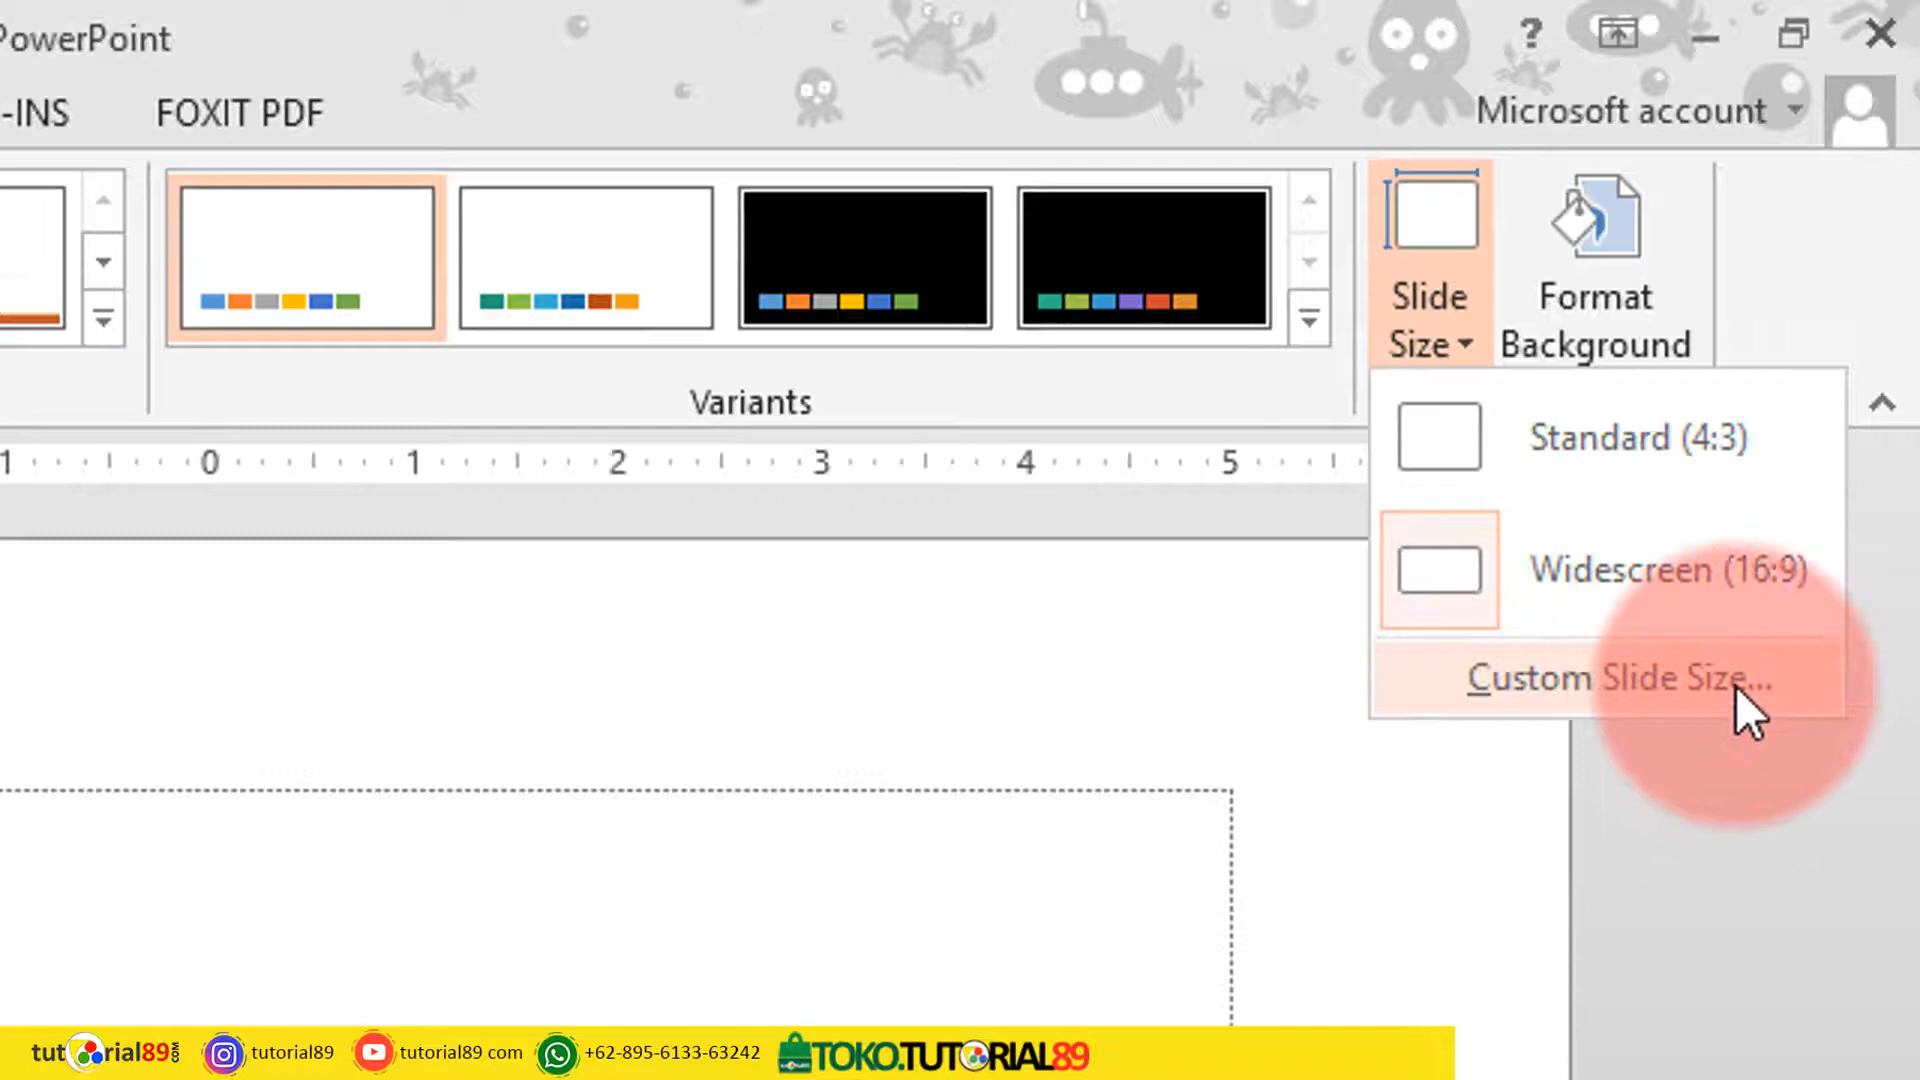 PowerPoint
?
-INS
FOXIT PDF
Microsoft account
Slide
Size
Format
Background
Variants
1 0 1 2 3 4 5
Standard (4:3)
Widescreen (16:9)
Custom Slide Size...
tutorial89.com
tutorial89
tutorial89 com
+62-895-6133-63242
TOKO.TUTORIAL89